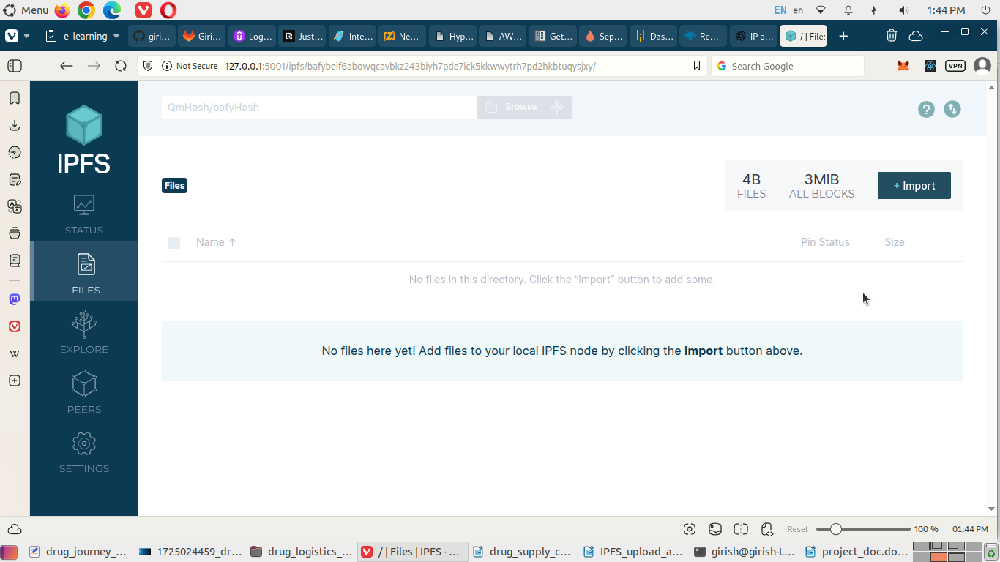 Menu EN en 1:44 PM
e-learning giri... Giri... Log... Just... Inte... Ne... Hyp... AW... Get... Sep... Das... Re... IP p... / | Files
Not Secure 127.0.0.1:5001/ipfs/bafybeif6abowqcavbkz243biyh7pde7ick5kkwwytrh7pd2hkbtuqysjxy/ Search Google VPN
QmHash/bafyHash Browse
IPFS
Files
4B 3MiB
FILES ALL BLOCKS
+ Import
STATUS
Name ↑ Pin Status Size
No files in this directory. Click the “Import” button to add some.
FILES
No files here yet! Add files to your local IPFS node by clicking the Import button above.
EXPLORE
PEERS
SETTINGS
Reset 100 % 01:44 PM
drug_journey_... 1725024459_dr... drug_logistics_... / | Files | IPFS - ... drug_supply_c... IPFS_upload_a... girish@girish-L... project_doc.do...